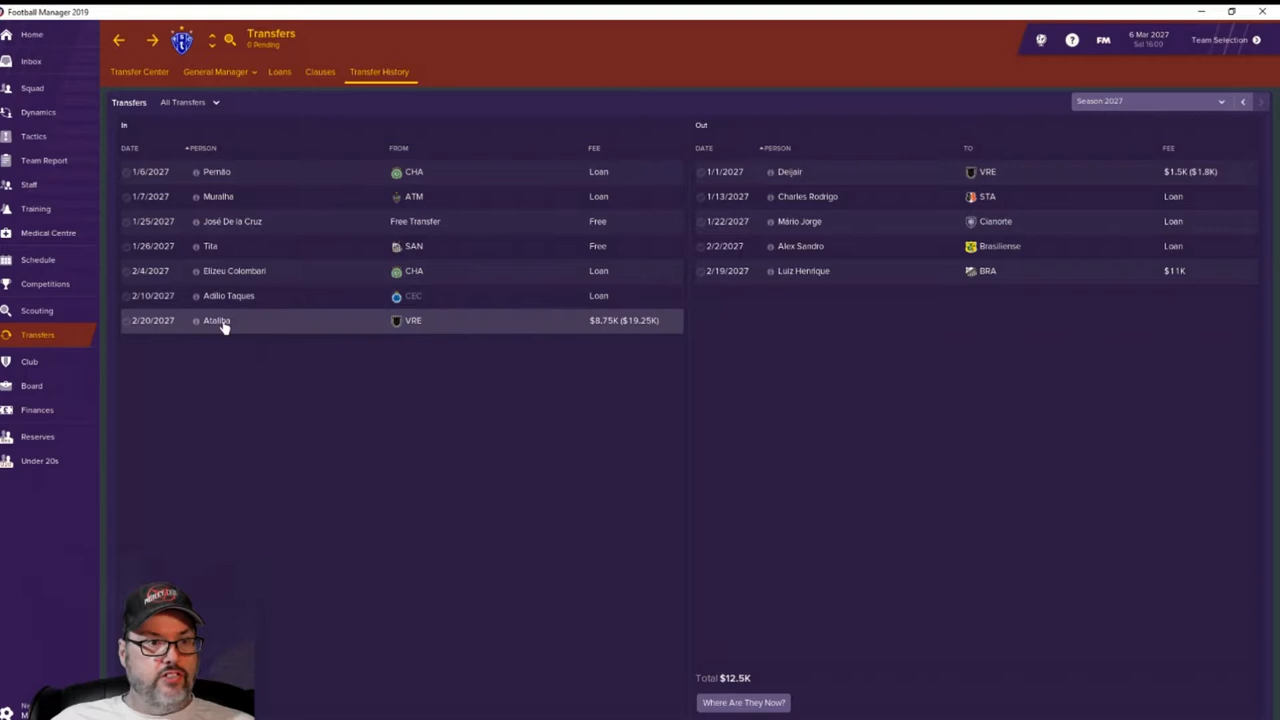 Football Manager 2019
Home
Inbox
Squad
Dynamics
Tactics
Team Report
Staff
Training
Medical Centre
Schedule
Competitions
Scouting
Transfers
Club
Board
Finances
Reserves
Under 20s
Transfers
0 Pending
FM
6 Mar 2027
Sat 16:00
Team Selection
Transfer Center General Manager Loans Clauses Transfer History
Transfers All Transfers
Season 2027
In
DATE PERSON FROM FEE
1/6/2027 Pernão CHA Loan
1/7/2027 Muralha ATM Loan
1/25/2027 José De la Cruz Free Transfer Free
1/26/2027 Tita SAN Free
2/4/2027 Elizeu Colombari CHA Loan
2/10/2027 Adílio Taques CEC Loan
2/20/2027 Ataliba VRE $8.75K ($19.25K)
Out
DATE PERSON TO FEE
1/1/2027 Deijair VRE $1.5K ($1.8K)
1/13/2027 Charles Rodrigo STA Loan
1/22/2027 Mário Jorge Cianorte Loan
2/2/2027 Alex Sandro Brasiliense Loan
2/19/2027 Luiz Henrique BRA $11K
Total $12.5K
Where Are They Now?